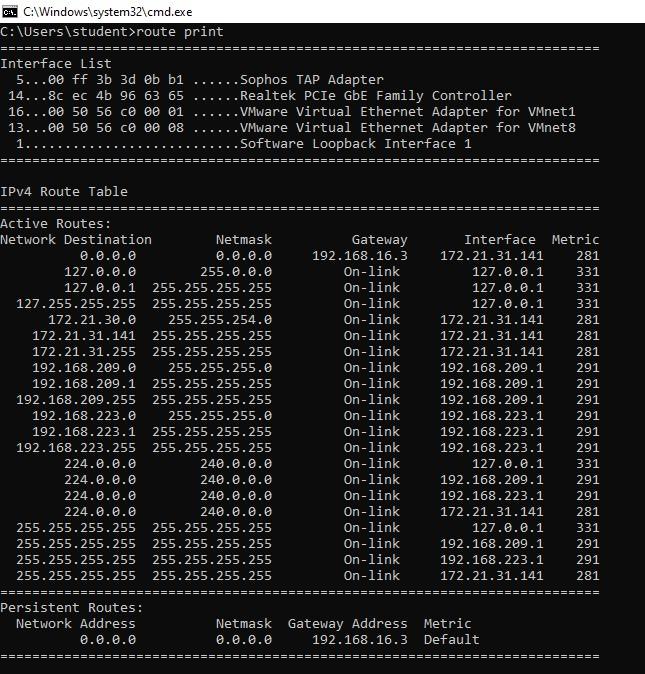 C:\Windows\system32\cmd.exe
C:\Users\student>route print
===========================================================================
Interface List
  5...00 ff 3b 3d 0b b1 ......Sophos TAP Adapter
 14...8c ec 4b 96 63 65 ......Realtek PCIe GbE Family Controller
 16...00 50 56 c0 00 01 ......VMware Virtual Ethernet Adapter for VMnet1
 13...00 50 56 c0 00 08 ......VMware Virtual Ethernet Adapter for VMnet8
  1...........................Software Loopback Interface 1
===========================================================================
IPv4 Route Table
===========================================================================
Active Routes:
Network Destination        Netmask          Gateway       Interface  Metric
          0.0.0.0          0.0.0.0     192.168.16.3    172.21.31.141    281
        127.0.0.0        255.0.0.0         On-link         127.0.0.1    331
        127.0.0.1  255.255.255.255         On-link         127.0.0.1    331
  127.255.255.255  255.255.255.255         On-link         127.0.0.1    331
      172.21.30.0    255.255.254.0         On-link     172.21.31.141    281
    172.21.31.141  255.255.255.255         On-link     172.21.31.141    281
    172.21.31.255  255.255.255.255         On-link     172.21.31.141    281
    192.168.209.0    255.255.255.0         On-link     192.168.209.1    291
    192.168.209.1  255.255.255.255         On-link     192.168.209.1    291
  192.168.209.255  255.255.255.255         On-link     192.168.209.1    291
    192.168.223.0    255.255.255.0         On-link     192.168.223.1    291
    192.168.223.1  255.255.255.255         On-link     192.168.223.1    291
  192.168.223.255  255.255.255.255         On-link     192.168.223.1    291
        224.0.0.0        240.0.0.0         On-link         127.0.0.1    331
        224.0.0.0        240.0.0.0         On-link     192.168.209.1    291
        224.0.0.0        240.0.0.0         On-link     192.168.223.1    291
        224.0.0.0        240.0.0.0         On-link     172.21.31.141    281
  255.255.255.255  255.255.255.255         On-link         127.0.0.1    331
  255.255.255.255  255.255.255.255         On-link     192.168.209.1    291
  255.255.255.255  255.255.255.255         On-link     192.168.223.1    291
  255.255.255.255  255.255.255.255         On-link     172.21.31.141    281
===========================================================================
Persistent Routes:
  Network Address          Netmask  Gateway Address  Metric
          0.0.0.0          0.0.0.0     192.168.16.3  Default
===========================================================================